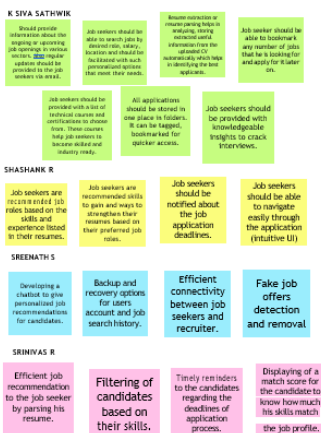 K SIVA SATHWIK
Should provide
information about the
ongoing or upcoming
job openings in various
sectors. And regular
updates should be
provided to the job
seekers via email.
Job seekers should be
able to search jobs by
desired role, salary,
location and should be
facilitated with such
personalized options
that meet their needs.
Resume extraction or
resume parsing helps in
analyzing, storing
extracted useful
information from the
uploaded CV
automatically which helps
in identifying the best
applicants.
Job seeker should be
able to bookmark
any number of jobs
that he is looking for
and apply for it later
on.
Job seekers should be
provided with a list of
technical courses and
certifications to choose
from. These courses
help job seekers to
become skilled and
industry ready.
All applications
should be stored in
one place in folders.
It can be tagged,
bookmarked for
quicker access.
Job seekers should
be provided with
knowledgeable
insights to crack
interviews.
SHASHANK R
Job seekers are
recommended job
roles based on the
skills and
experience listed
in their resumes.
Job seekers are
recommended skills
to gain and ways to
strengthen their
resumes based on
their preferred job
roles.
Job seekers
should be
notified about
the job
application
deadlines.
Job seekers
should be able
to navigate
easily through
the application
(intuitive UI)
SREENATH S
Developing a
chatbot to give
personalized job
recommendations
for candidates.
Backup and
recovery options
for users
account and job
search history.
Efficient
connectivity
between job
seekers and
recruiter.
Fake job
offers
detection
and removal
SRINIVAS R
Efficient job
recommendation
to the job seeker
by parsing his
resume.
Filtering of
candidates
based on
their skills.
Timely reminders
to the candidates
regarding the
deadlines of
application
process.
Displaying of a
match score for
the candidate to
know how much
his skills match
the job profile.